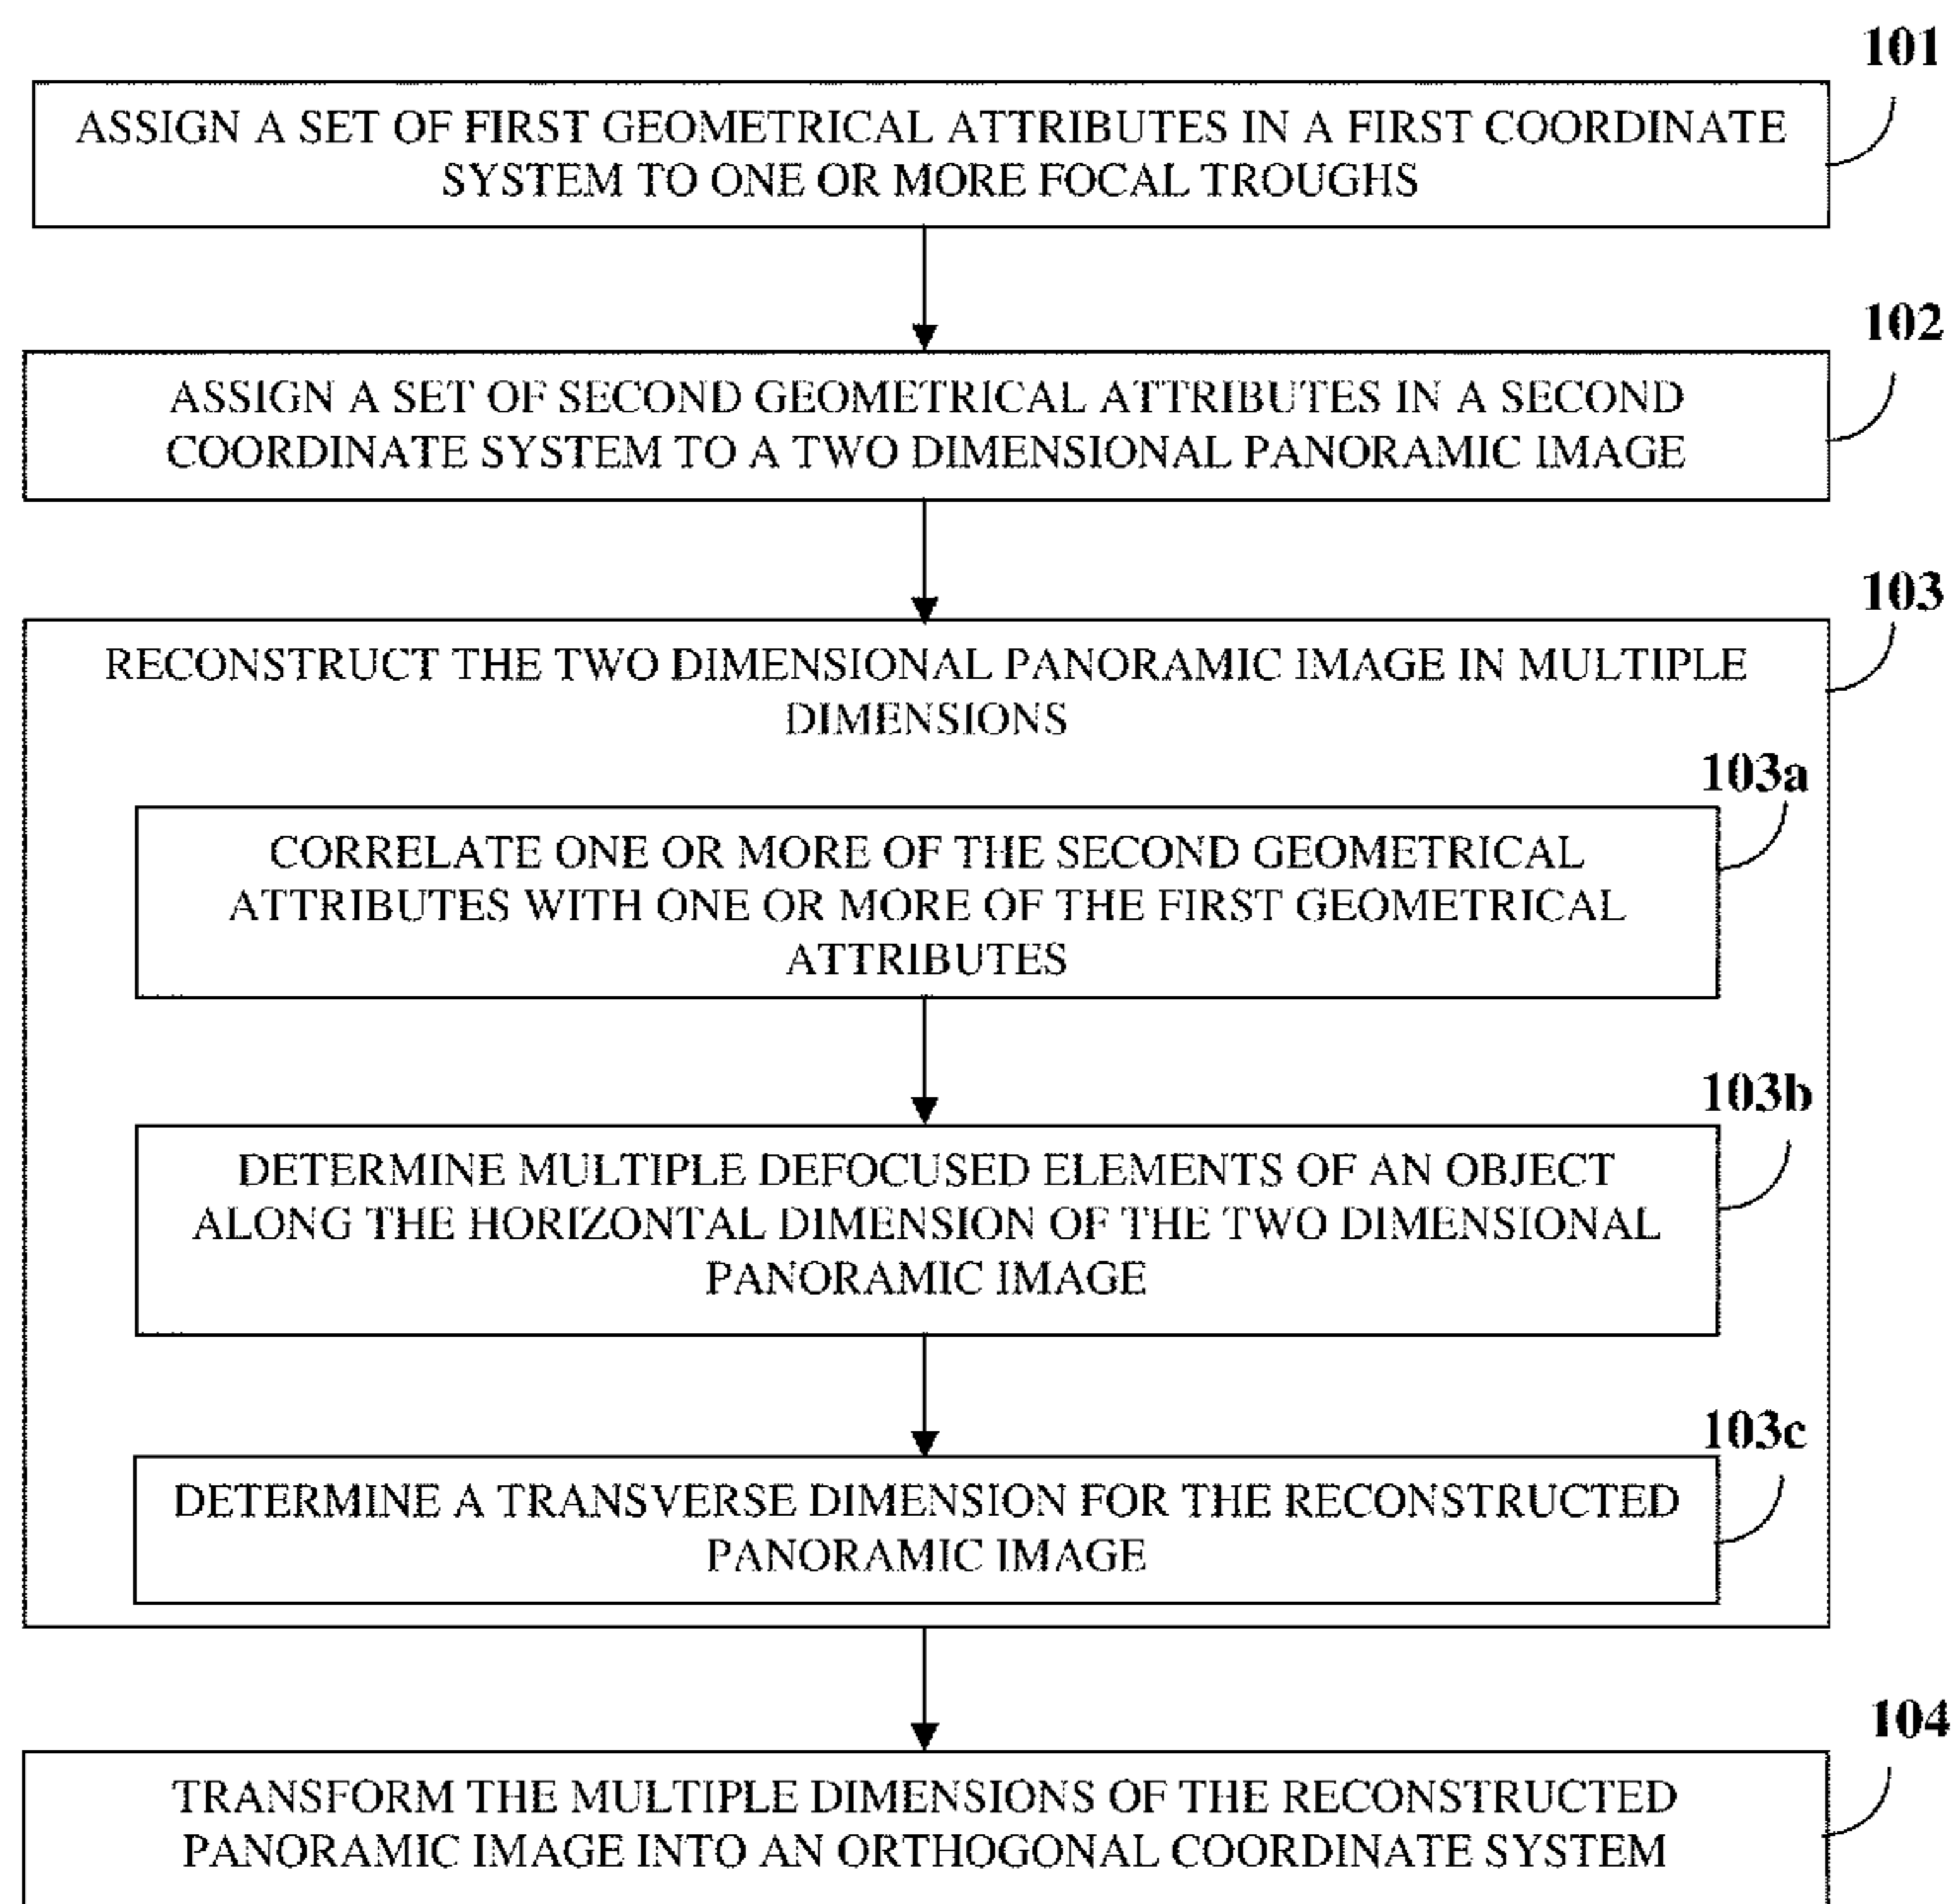 101
ASSIGN A SET OF FIRST GEOMETRICAL ATTRIBUTES IN A FIRST COORDINATE
SYSTEM TO ONE OR MORE FOCAL TROUGHS
102
ASSIGN A SET OF SECOND GEOMETRICAL ATTRIBUTES IN A SECOND
COORDINATE SYSTEM TO A TWO DIMENSIONAL PANORAMIC IMAGE
103
RECONSTRUCT THE TWO DIMENSIONAL PANORAMIC IMAGE IN MULTIPLE
DIMENSIONS
103a
CORRELATE ONE OR MORE OF THE SECOND GEOMETRICAL
ATTRIBUTES WITH ONE OR MORE OF THE FIRST GEOMETRICAL
ATTRIBUTES
103b
DETERMINE MULTIPLE DEFOCUSED ELEMENTS OF AN OBJECT
ALONG THE HORIZONTAL DIMENSION OF THE TWO DIMENSIONAL
PANORAMIC IMAGE
103c
DETERMINE A TRANSVERSE DIMENSION FOR THE RECONSTRUCTED
PANORAMIC IMAGE
104
TRANSFORM THE MULTIPLE DIMENSIONS OF THE RECONSTRUCTED
PANORAMIC IMAGE INTO AN ORTHOGONAL COORDINATE SYSTEM